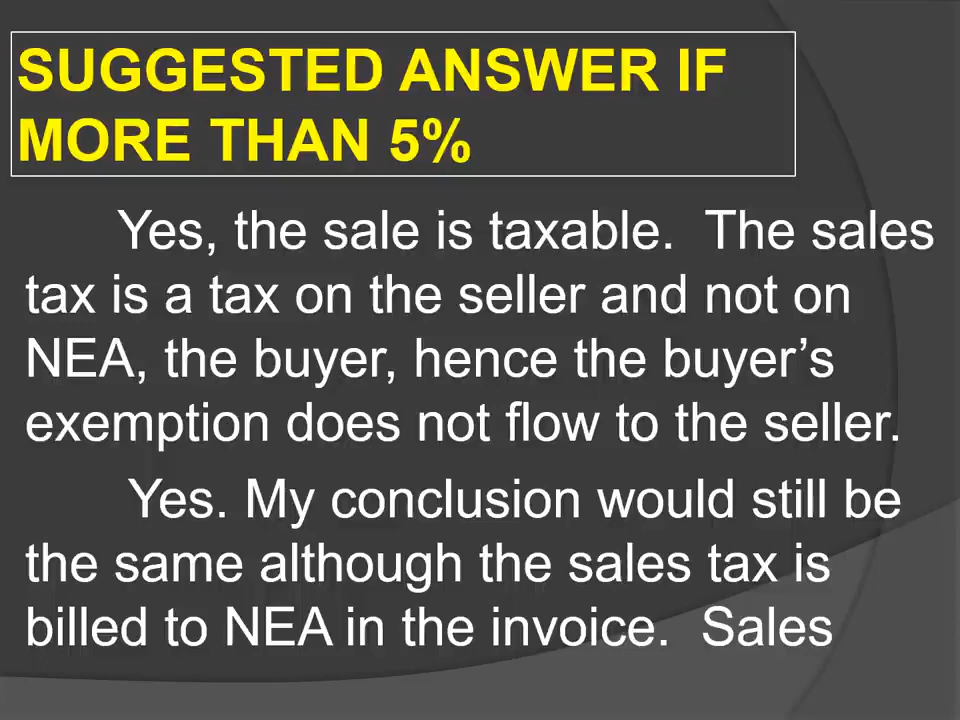 SUGGESTED ANSWER IF
MORE THAN 5%
Yes, the sale is taxable.  The sales
tax is a tax on the seller and not on
NEA, the buyer, hence the buyer’s
exemption does not flow to the seller.
Yes. My conclusion would still be
the same although the sales tax is
billed to NEA in the invoice.  Sales